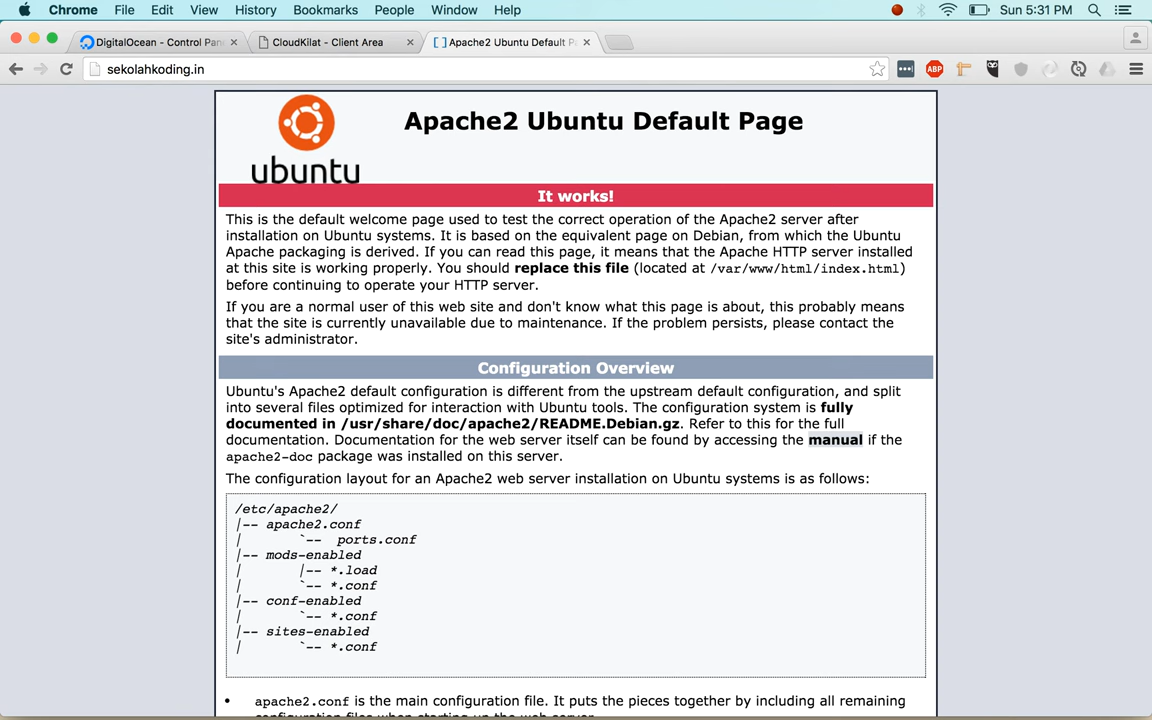 Chrome File Edit View History Bookmarks People Window Help Sun 5:31 PM
DigitalOcean - Control Pan CloudKilat - Client Area Apache2 Ubuntu Default P
sekolahkoding.in ABP
ubuntu
Apache2 Ubuntu Default Page
It works!
This is the default welcome page used to test the correct operation of the Apache2 server after
installation on Ubuntu systems. It is based on the equivalent page on Debian, from which the Ubuntu
Apache packaging is derived. If you can read this page, it means that the Apache HTTP server installed
at this site is working properly. You should replace this file (located at /var/www/html/index.html)
before continuing to operate your HTTP server.
If you are a normal user of this web site and don't know what this page is about, this probably means
that the site is currently unavailable due to maintenance. If the problem persists, please contact the
site's administrator.
Configuration Overview
Ubuntu's Apache2 default configuration is different from the upstream default configuration, and split
into several files optimized for interaction with Ubuntu tools. The configuration system is fully
documented in /usr/share/doc/apache2/README.Debian.gz. Refer to this for the full
documentation. Documentation for the web server itself can be found by accessing the manual if the
apache2-doc package was installed on this server.
The configuration layout for an Apache2 web server installation on Ubuntu systems is as follows:
/etc/apache2/
|-- apache2.conf
|       `--  ports.conf
|-- mods-enabled
|       |-- *.load
|       `-- *.conf
|-- conf-enabled
|       `-- *.conf
|-- sites-enabled
|       `-- *.conf
• apache2.conf is the main configuration file. It puts the pieces together by including all remaining
configuration files when starting up the web server.